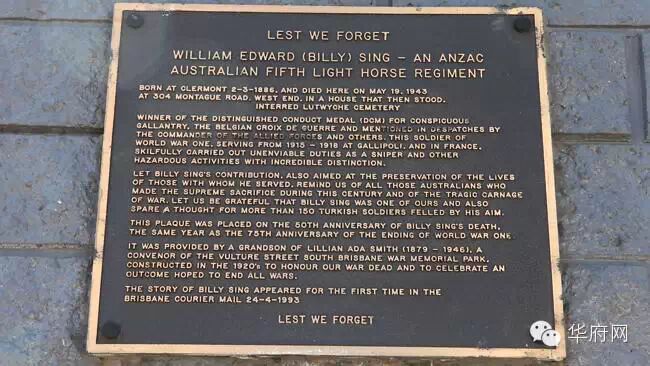 LEST WE FORGET
WILLIAM EDWARD (BILLY) SING – AN ANZAC
AUSTRALIAN FIFTH LIGHT HORSE REGIMENT
BORN AT CLERMONT 2-3-1886, AND DIED HERE ON MAY 19, 1943
AT 304 MONTAGUE ROAD, WEST END, IN A HOUSE THAT THEN STOOD.
INTERRED LUTWYCHE CEMETERY
WINNER OF THE DISTINGUISHED CONDUCT MEDAL (DCM) FOR CONSPICUOUS
GALLANTRY, THE BELGIAN CROIX DE GUERRE AND MENTIONED IN DESPATCHES BY
THE COMMANDER OF THE ALLIED FORCES AND OTHERS, THIS SOLDIER OF
WORLD WAR ONE, SERVING FROM 1915 - 1918 AT GALLIPOLI, AND IN FRANCE,
SKILFULLY CARRIED OUT UNENVIABLE DUTIES AS A SNIPER AND OTHER
HAZARDOUS ACTIVITIES WITH INCREDIBLE DISTINCTION.
LET BILLY SING'S CONTRIBUTION, ALSO AIMED AT THE PRESERVATION OF THE LIVES
OF THOSE WITH WHOM HE SERVED, REMIND US OF ALL THOSE AUSTRALIANS WHO
MADE THE SUPREME SACRIFICE DURING THIS CENTURY AND OF THE TRAGIC CARNAGE
OF WAR. LET US BE GRATEFUL THAT BILLY SING WAS ONE OF OURS AND ALSO
SPARE A THOUGHT FOR MORE THAN 150 TURKISH SOLDIERS FELLED BY HIS AIM.
THIS PLAQUE WAS PLACED ON THE 50TH ANNIVERSARY OF BILLY SING'S DEATH,
THE SAME YEAR AS THE 75TH ANNIVERSARY OF THE ENDING OF WORLD WAR ONE.
IT WAS PROVIDED BY A GRANDSON OF LILLIAN ADA SMITH (1879 - 1946), A
CONVENOR OF THE VULTURE STREET SOUTH BRISBANE WAR MEMORIAL PARK,
CONSTRUCTED IN THE 1920's TO HONOUR OUR WAR DEAD AND TO CELEBRATE AN
OUTCOME HOPED TO END ALL WARS.
THE STORY OF BILLY SING APPEARED FOR THE FIRST TIME IN THE
BRISBANE COURIER MAIL 24-4-1993
LEST WE FORGET
华府网